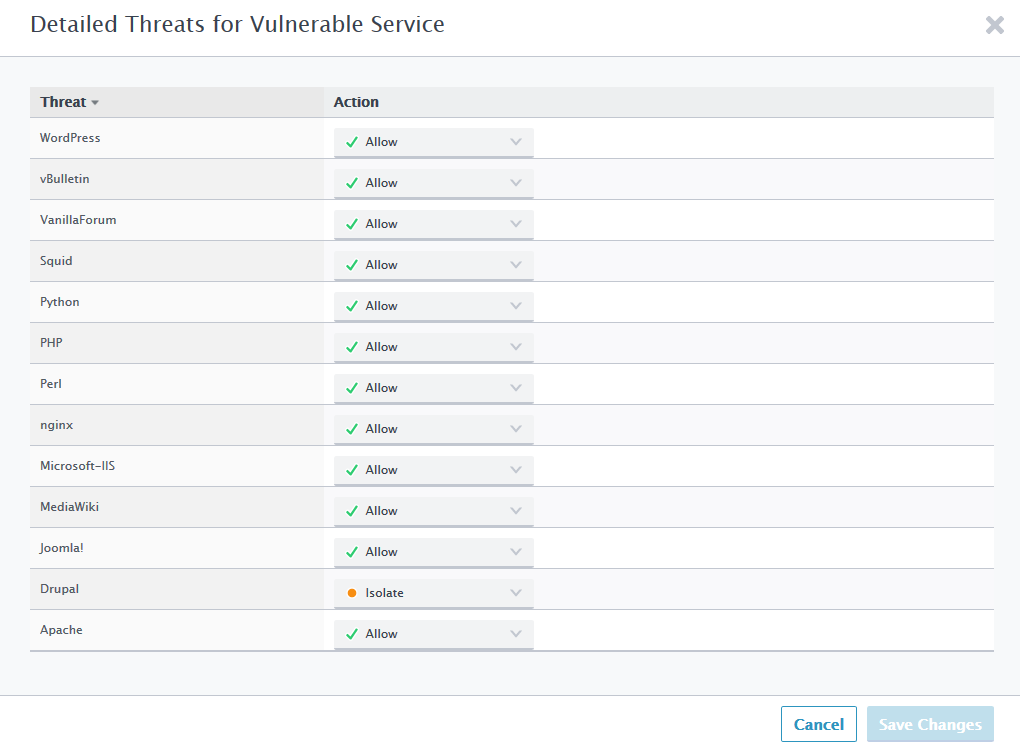 Detailed Threats for Vulnerable Service
Threat Action
WordPress Allow
vBulletin Allow
VanillaForum Allow
Squid Allow
Python Allow
PHP Allow
Perl Allow
nginx Allow
Microsoft-IIS Allow
MediaWiki Allow
Joomla! Allow
Drupal Isolate
Apache Allow
Cancel Save Changes